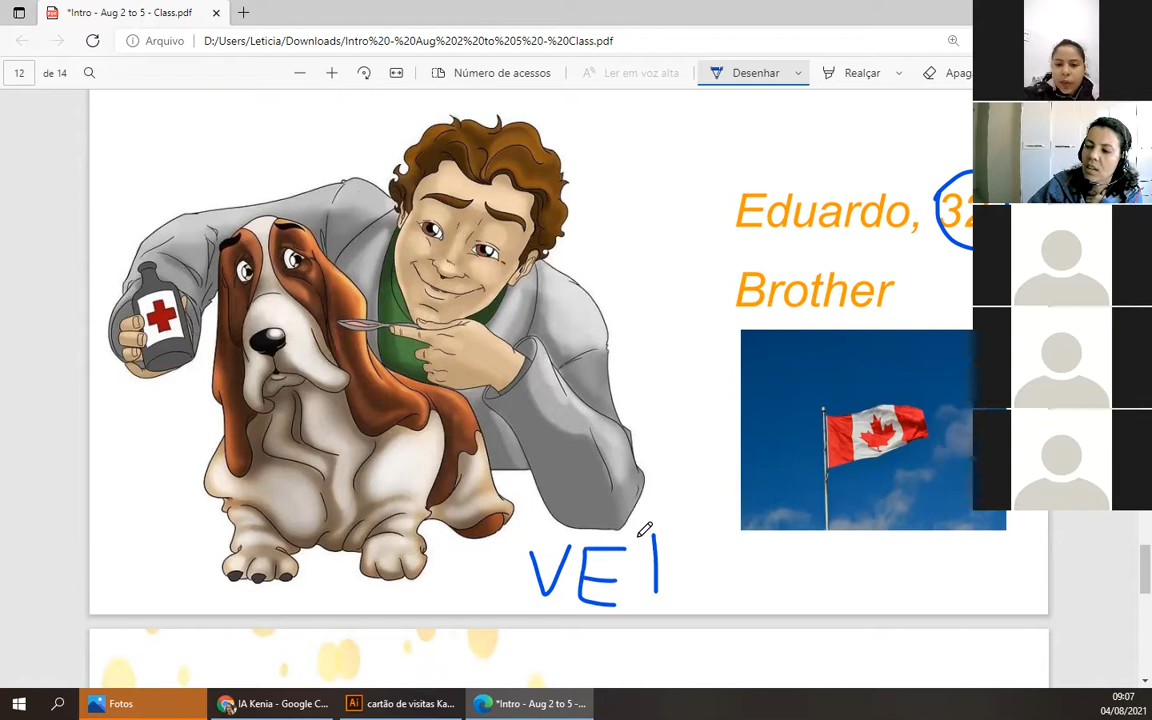 *Intro - Aug 2 to 5 - Class.pdf
Arquivo D:/Users/Leticia/Downloads/Intro%20-%20Aug%202%20to%205%20-%20Class.pdf
12 de 14 Número de acessos Ler em voz alta Desenhar Realçar Apag
Eduardo, 32
Brother
VE
Fotos
IA Kenia - Google C...
cartão de visitas Ka...
*Intro - Aug 2 to 5 -...
09:07
04/08/2021